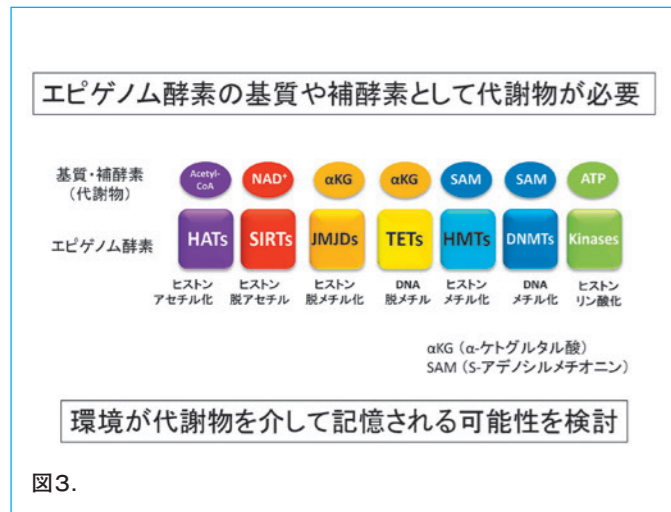 エピゲノム酵素の基質や補酵素として代謝物が必要
基質・補酵素
(代謝物)
Acetyl-
CoA
NAD⁺
αKG
αKG
SAM
SAM
ATP
エピゲノム酵素
HATs
SIRTs
JMJDs
TETs
HMTs
DNMTs
Kinases
ヒストン
アセチル化
ヒストン
脱アセチル
ヒストン
脱メチル化
DNA
脱メチル
ヒストン
メチル化
DNA
メチル化
ヒストン
リン酸化
αKG(α-ケトグルタル酸)
SAM(S-アデノシルメチオニン)
環境が代謝物を介して記憶される可能性を検討
図3.